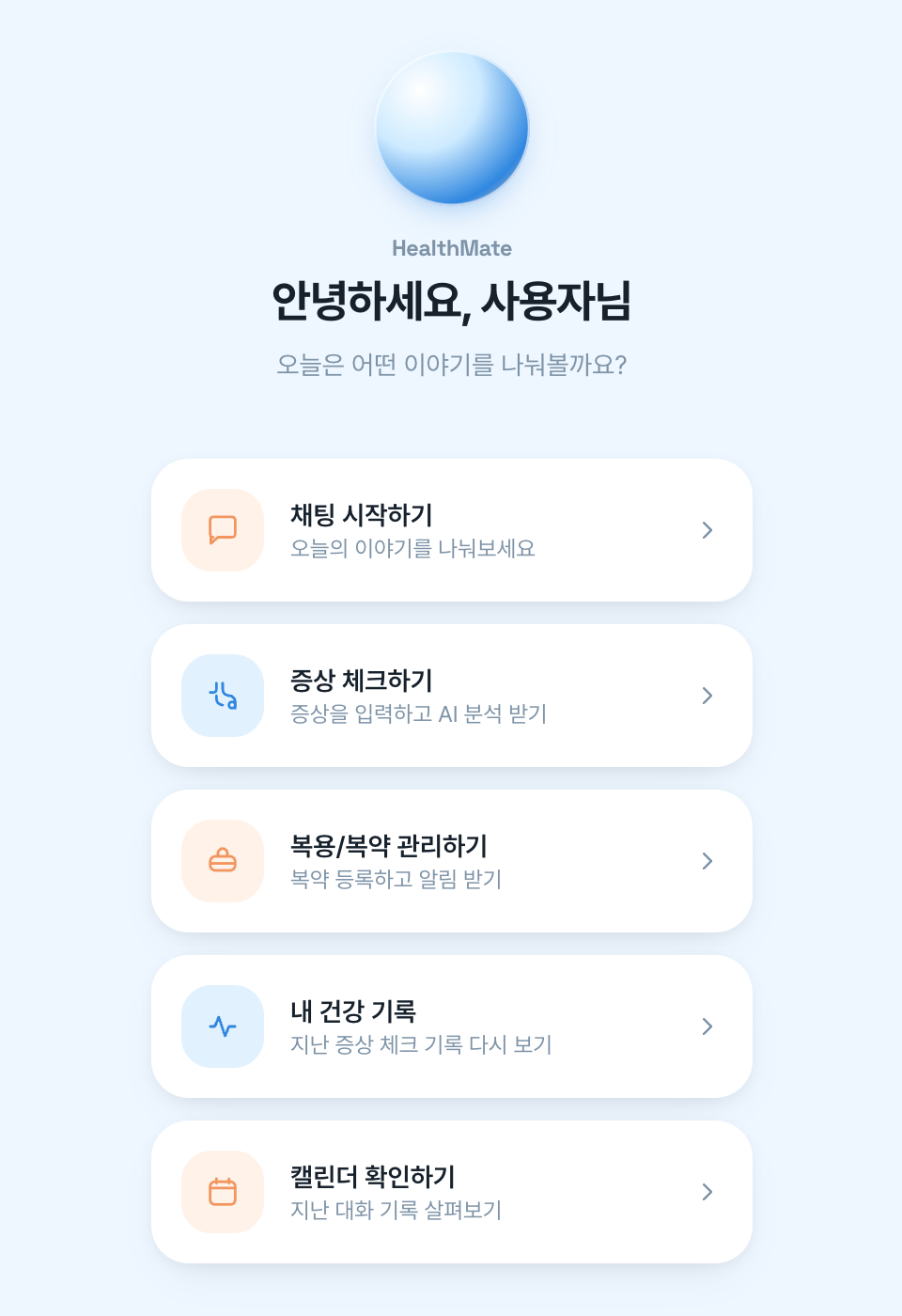 HealthMate
안녕하세요, 사용자님
오늘은 어떤 이야기를 나눠볼까요?
채팅 시작하기
오늘의 이야기를 나눠보세요
증상 체크하기
증상을 입력하고 AI 분석 받기
복용/복약 관리하기
복약 등록하고 알림 받기
내 건강 기록
지난 증상 체크 기록 다시 보기
캘린더 확인하기
지난 대화 기록 살펴보기